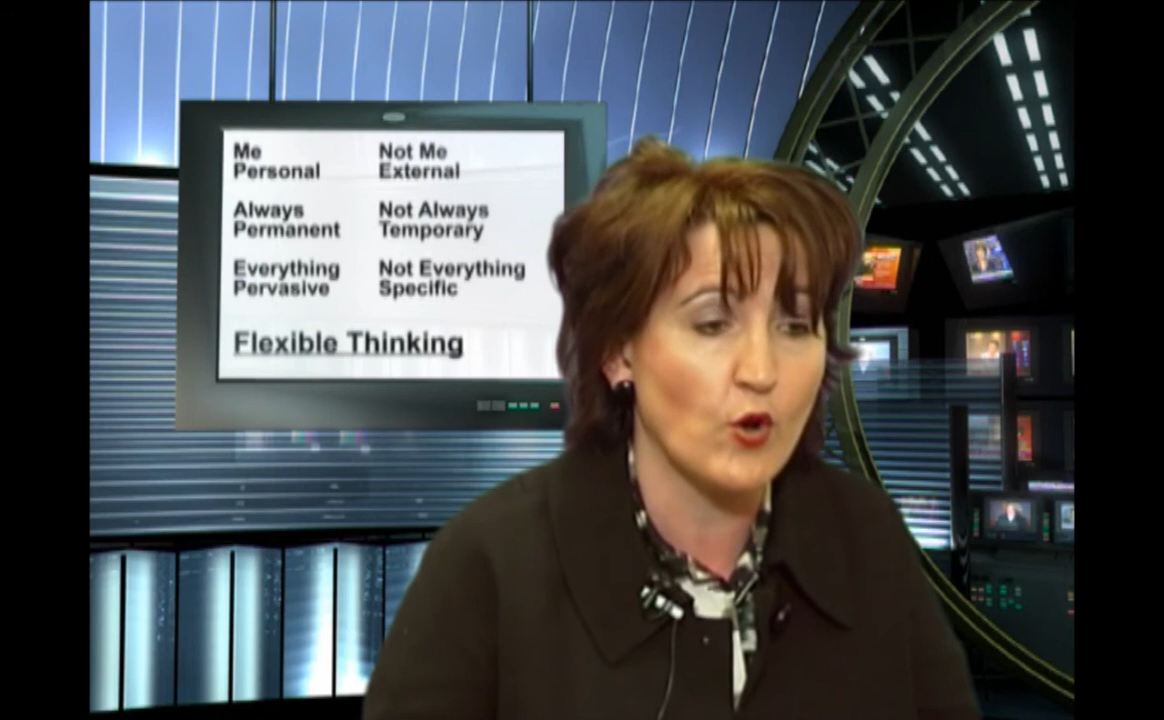 Me Not Me
Personal External
Always Not Always
Permanent Temporary
Everything Not Everything
Pervasive Specific
Flexible Thinking